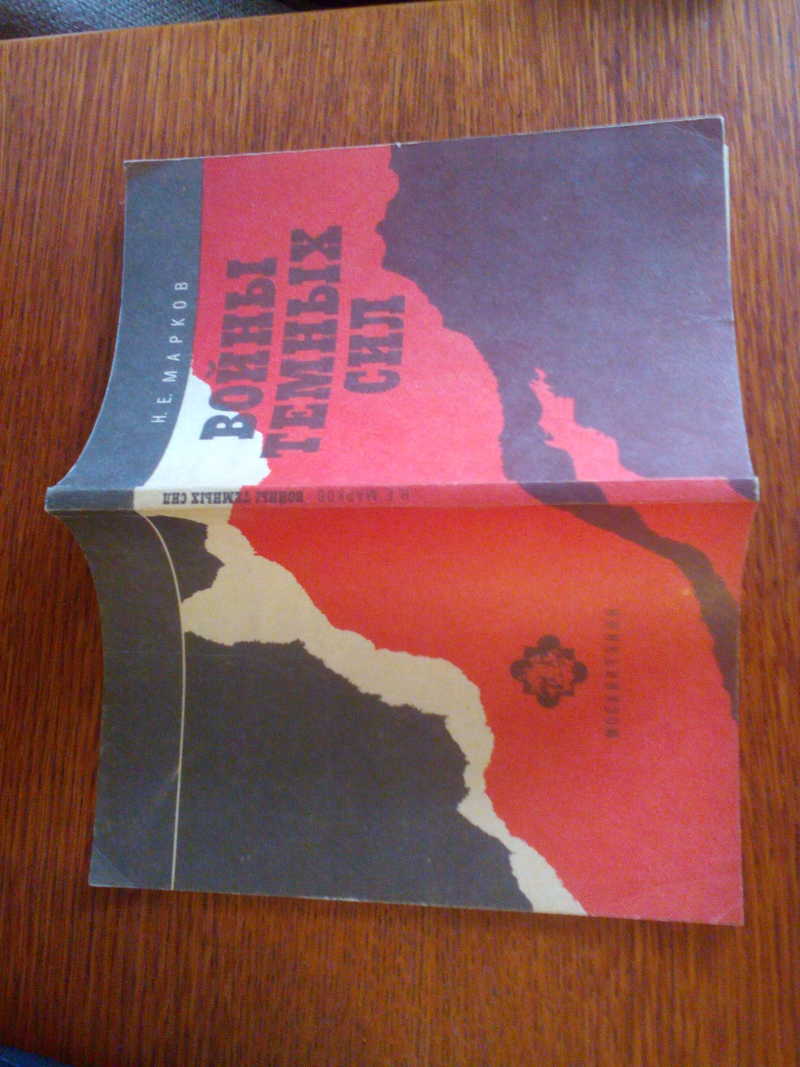 Н. Е. МАРКОВ
ВОЙНЫ
ТЕМНЫХ
СИЛ
Н. Е. МАРКОВ ВОЙНЫ ТЕМНЫХ СИЛ
МОСКВИТЯНИН